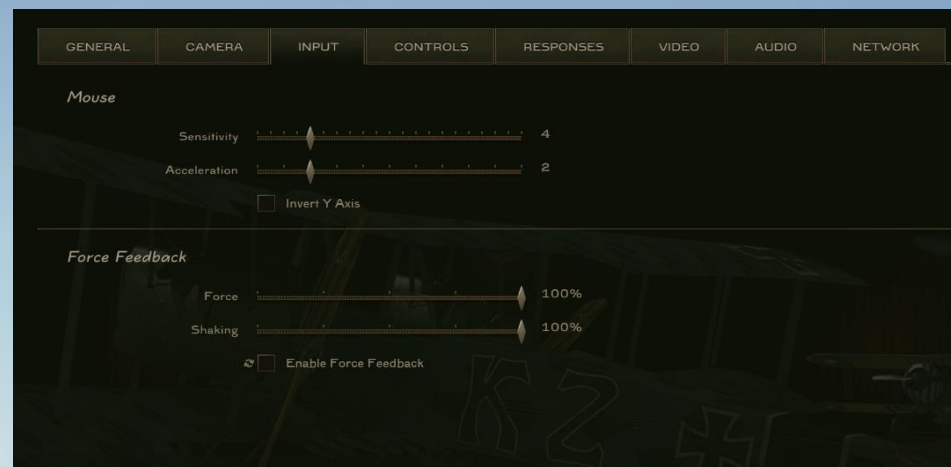 GENERAL CAMERA INPUT CONTROLS RESPONSES VIDEO AUDIO NETWORK
Mouse
Sensitivity 4
Acceleration 2
Invert Y Axis
Force Feedback
Force 100%
Shaking 100%
Enable Force Feedback
K2